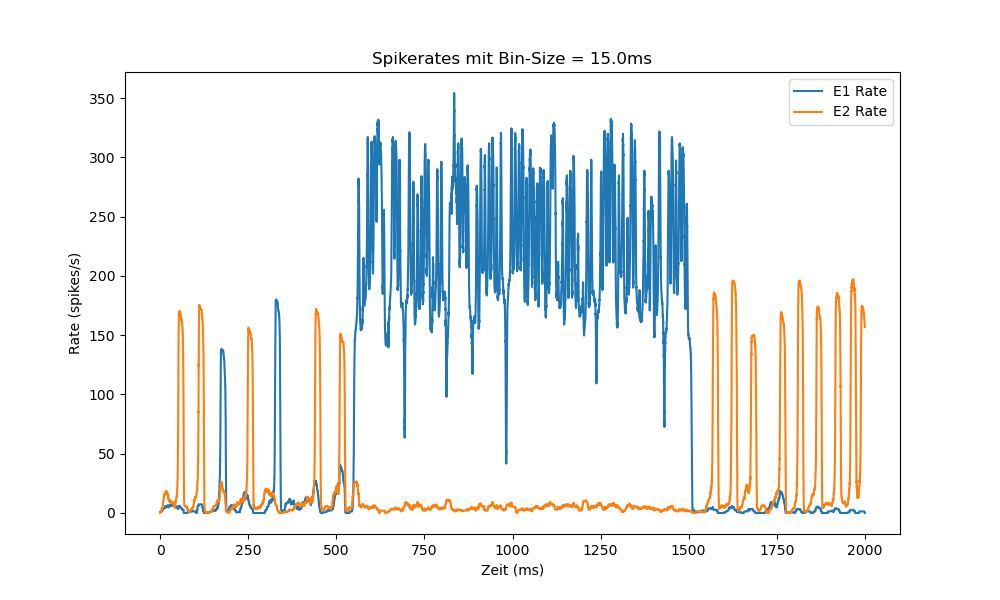 Spikerates mit Bin-Size = 15.0ms
E1 Rate
E2 Rate
Rate (spikes/s)
350
300
250
200
150
100
50
0
0 250 500 750 1000 1250 1500 1750 2000
Zeit (ms)